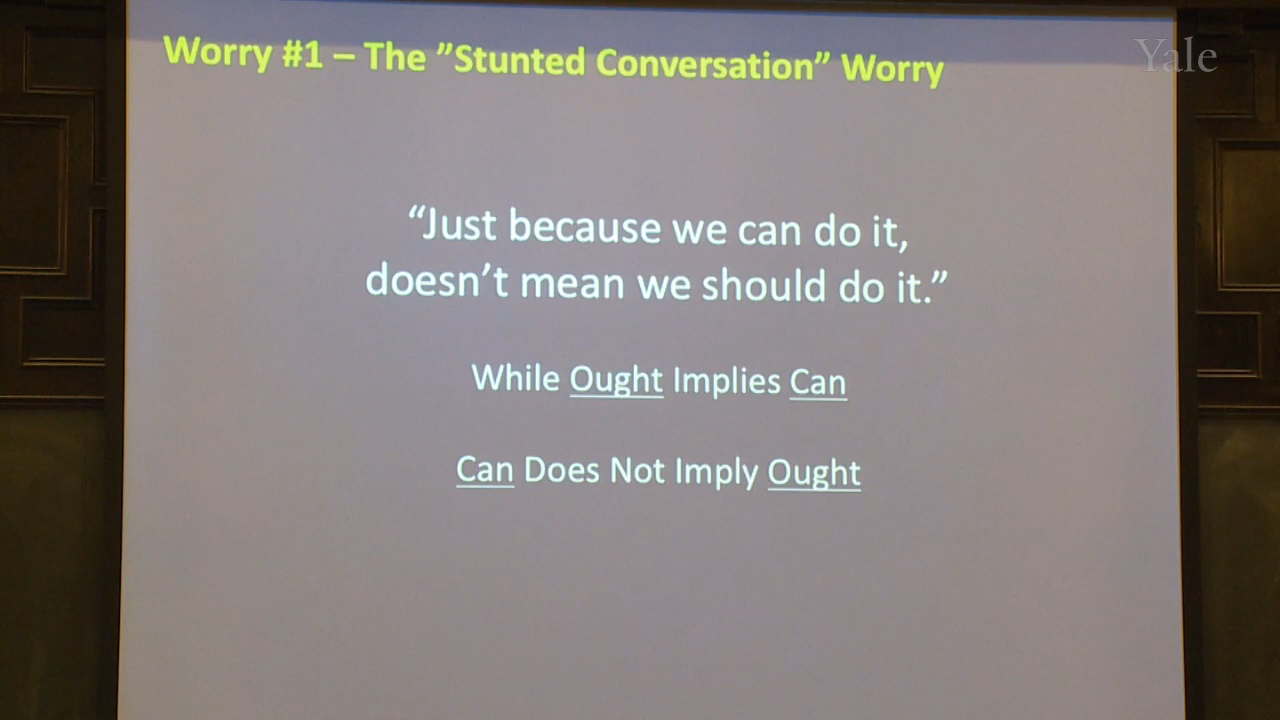 Worry #1 – The ”Stunted Conversation” Worry
Yale
“Just because we can do it,
doesn’t mean we should do it.”
While Ought Implies Can
Can Does Not Imply Ought